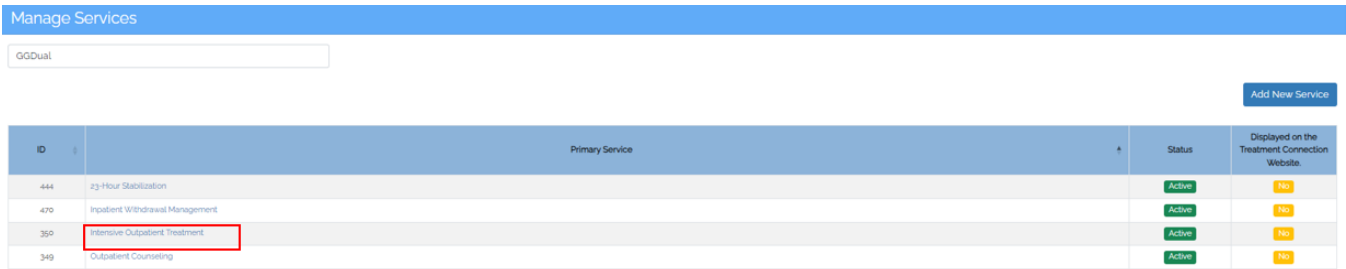 Manage Services
GGDual
Add New Service
ID Primary Service Status Displayed on the
Treatment Connection
Website.
444 23-Hour Stabilization Active No
470 Inpatient Withdrawal Management Active No
350 Intensive Outpatient Treatment Active No
349 Outpatient Counseling Active No